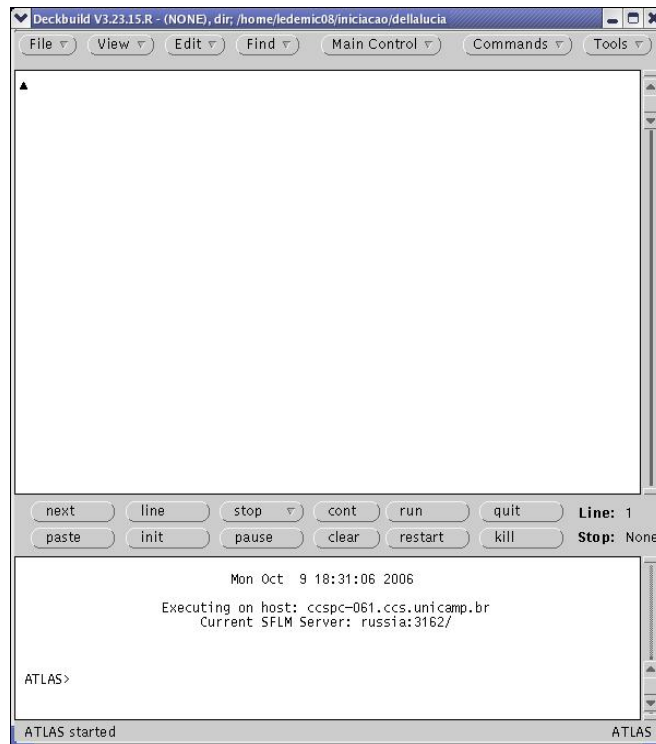 Deckbuild V3.23.15.R - (NONE), dir; /home/ledemic08/iniciacao/dellalucia
File View Edit Find Main Control Commands Tools
next line stop cont run quit Line: 1
paste init pause clear restart kill Stop: None
Mon Oct 9 18:31:06 2006
Executing on host: ccspc-061.ccs.unicamp.br
Current SFLM Server: russia:3162/
ATLAS>
ATLAS started ATLAS